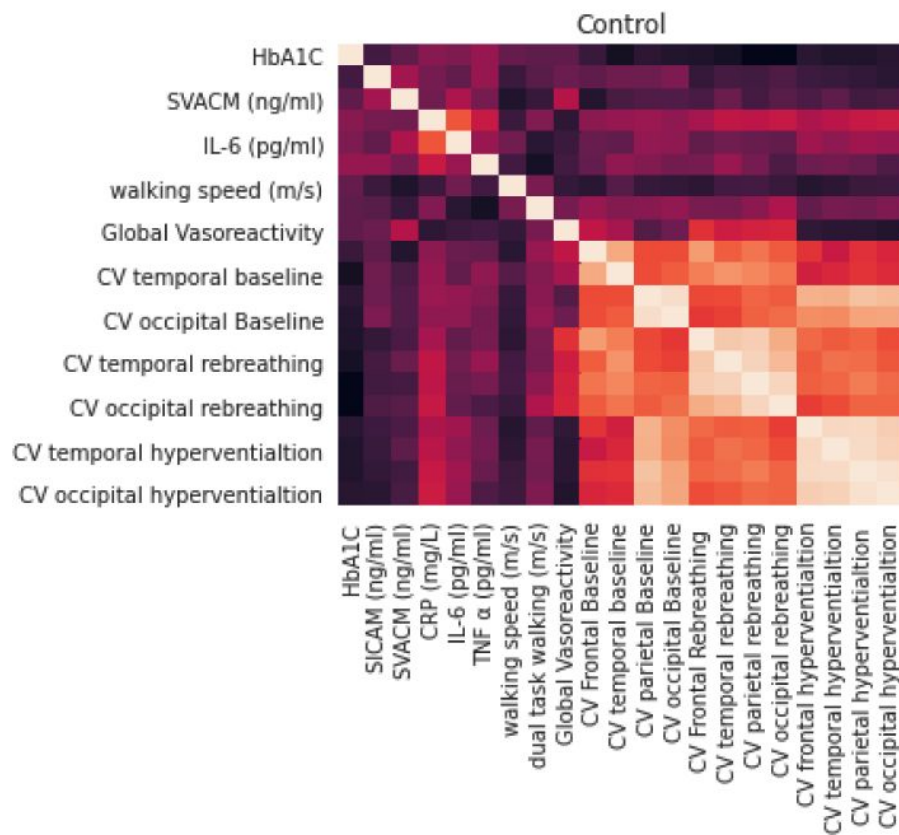 Control
HbA1C
SVACM (ng/ml)
IL-6 (pg/ml)
walking speed (m/s)
Global Vasoreactivity
CV temporal baseline
CV occipital Baseline
CV temporal rebreathing
CV occipital rebreathing
CV temporal hyperventialtion
CV occipital hyperventialtion
HbA1C
SICAM (ng/ml)
SVACM (ng/ml)
CRP (mg/L)
IL-6 (pg/ml)
TNF α (pg/ml)
walking speed (m/s)
dual task walking (m/s)
Global Vasoreactivity
CV Frontal Baseline
CV temporal baseline
CV parietal Baseline
CV occipital Baseline
CV Frontal Rebreathing
CV temporal rebreathing
CV parietal rebreathing
CV occipital rebreathing
CV frontal hyperventialtion
CV temporal hyperventialtion
CV parietal hyperventialtion
CV occipital hyperventialtion